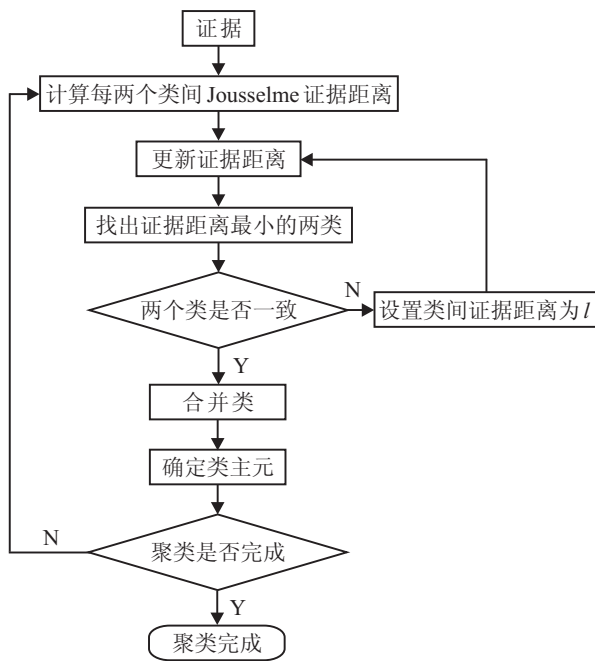 证据
计算每两个类间 Jousselme 证据距离
更新证据距离
找出证据距离最小的两类
两个类是否一致
N
设置类间证据距离为 l
Y
合并类
确定类主元
N
聚类是否完成
Y
聚类完成